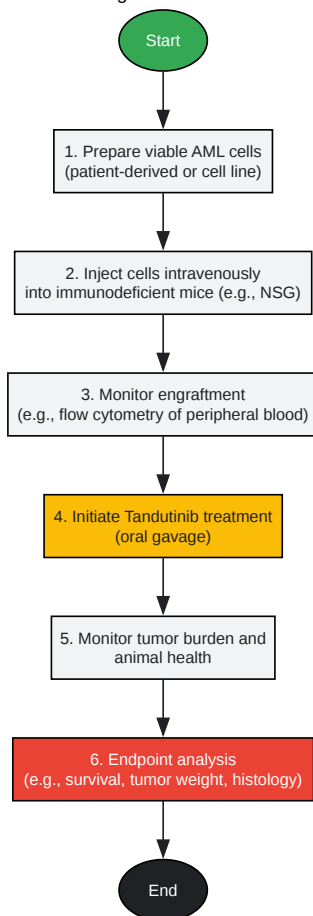 Start
1. Prepare viable AML cells
(patient-derived or cell line)
2. Inject cells intravenously
into immunodeficient mice (e.g., NSG)
3. Monitor engraftment
(e.g., flow cytometry of peripheral blood)
4. Initiate Tandutinib treatment
(oral gavage)
5. Monitor tumor burden and
animal health
6. Endpoint analysis
(e.g., survival, tumor weight, histology)
End